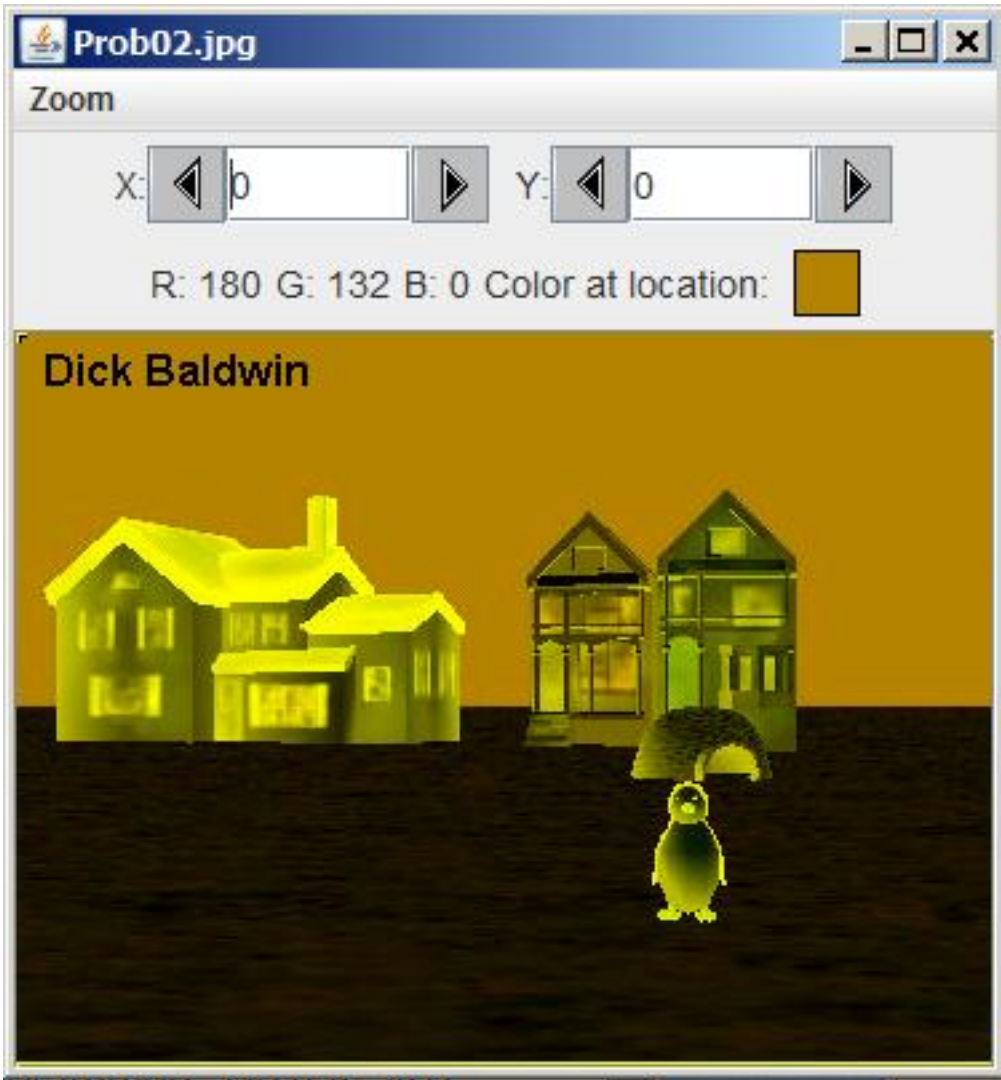 Prob02.jpg
Zoom
X: 0 Y: 0
R: 180 G: 132 B: 0 Color at location:
Dick Baldwin